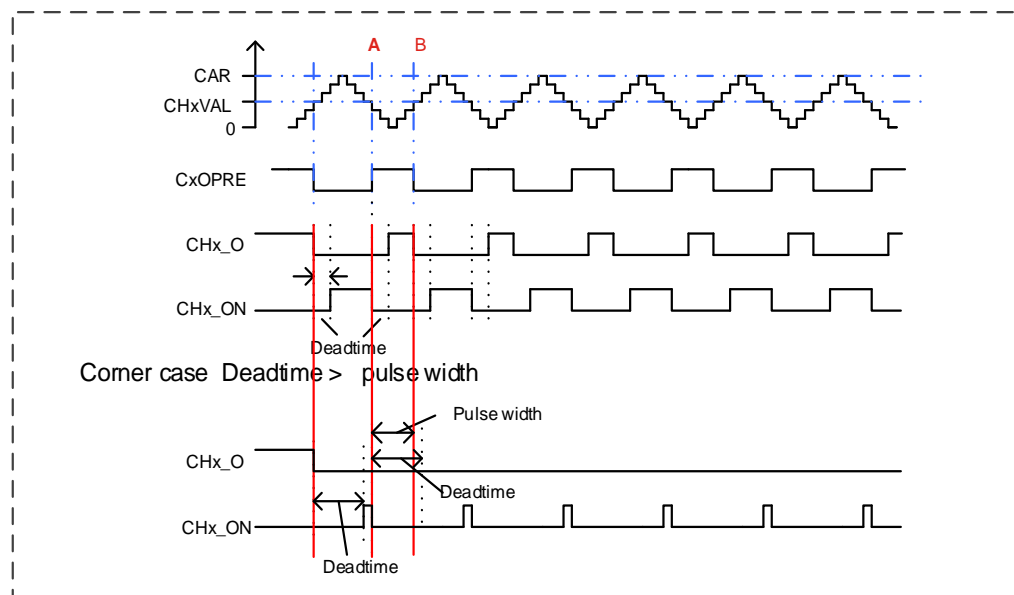 A B
CAR
CHxVAL
0
CxOPRE
CHx_O
CHx_ON
Deadtime
Corner case Deadtime > pulse width
Pulse width
CHx_O
Deadtime
CHx_ON
Deadtime